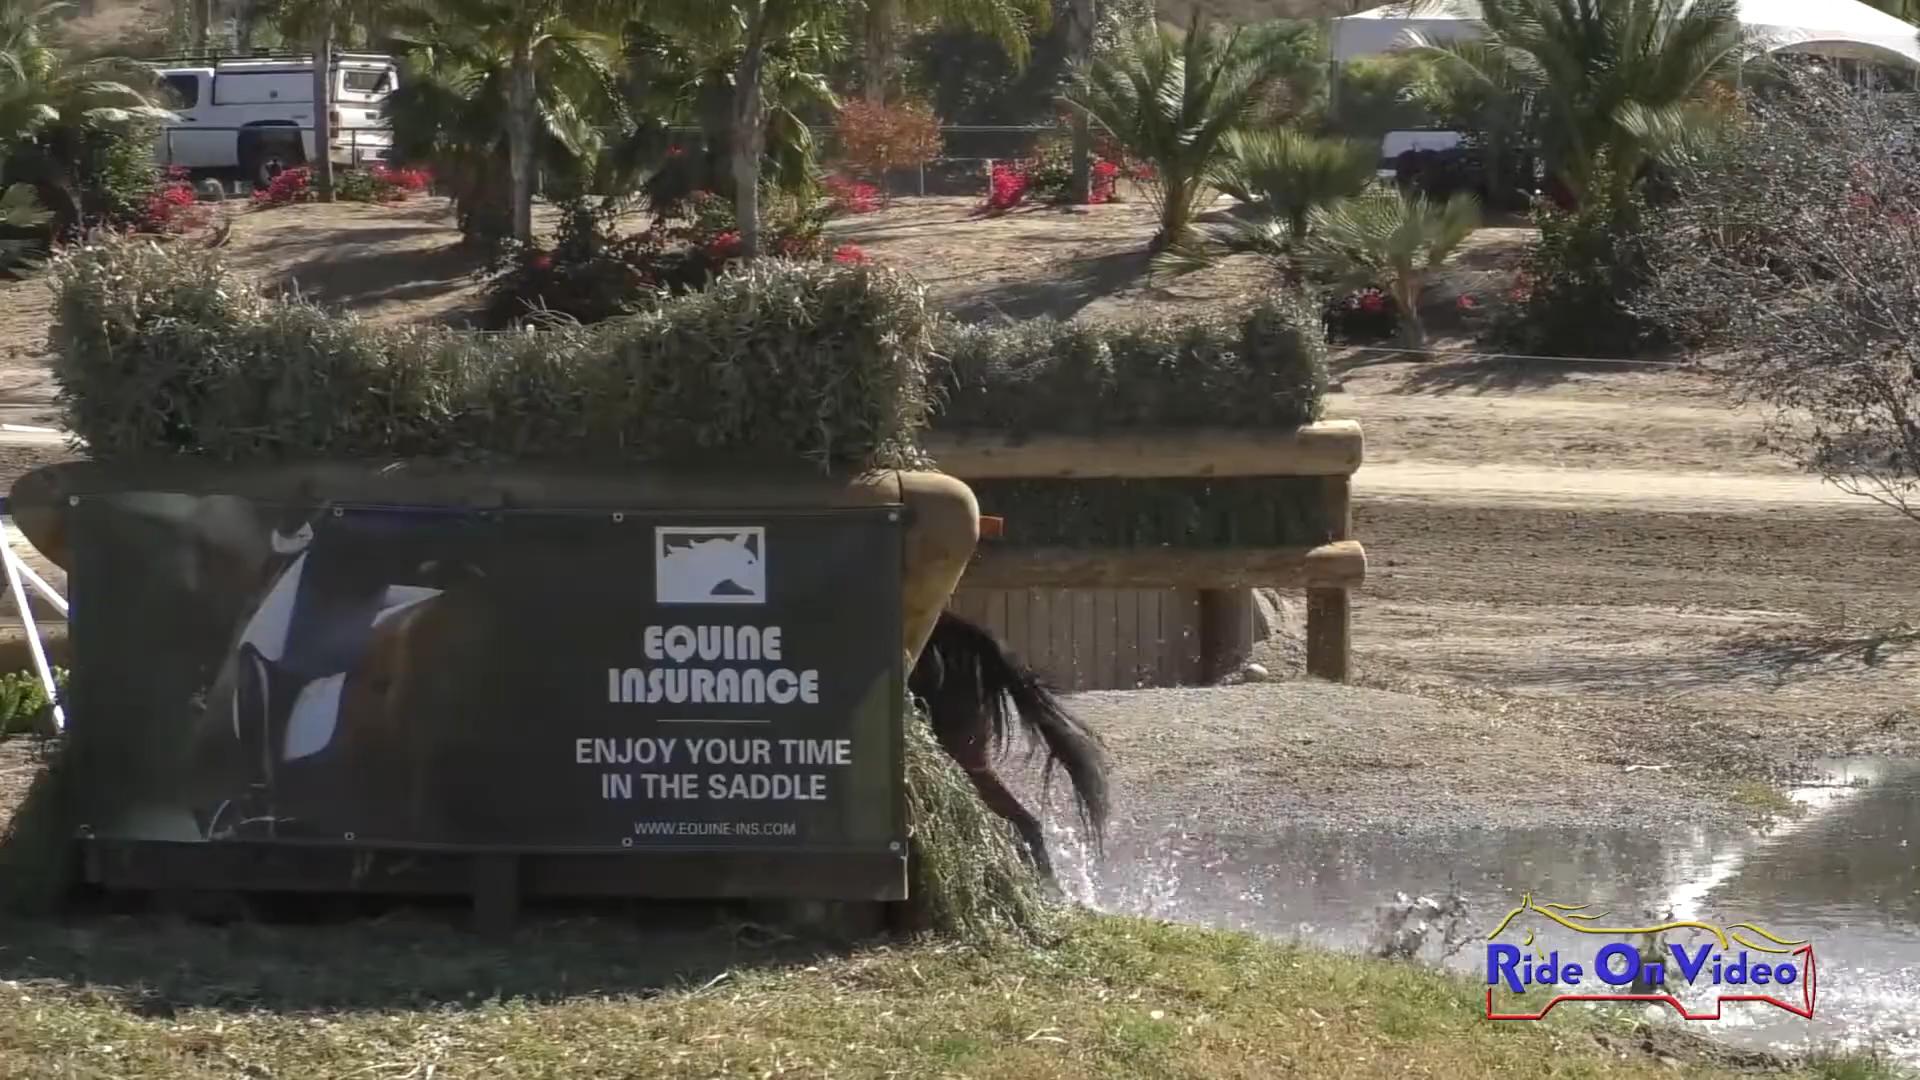 EQUINE
INSURANCE
ENJOY YOUR TIME
IN THE SADDLE
WWW.EQUINE-INS.COM
Ride On Video